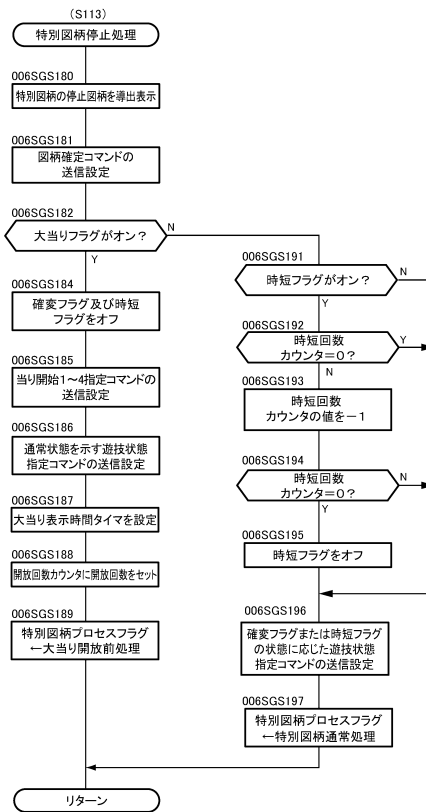 (S113)
特別図柄停止処理
006SGS180
特別図柄の停止図柄を導出表示
006SGS181
図柄確定コマンドの
送信設定
006SGS182
大当りフラグがオン？
N
Y
006SGS184
確変フラグ及び時短
フラグをオフ
006SGS185
当り開始1～4指定コマンドの
送信設定
006SGS186
通常状態を示す遊技状態
指定コマンドの送信設定
006SGS187
大当り表示時間タイマを設定
006SGS188
開放回数カウンタに開放回数をセット
006SGS189
特別図柄プロセスフラグ
←大当り開放前処理
006SGS191
時短フラグがオン？
N
Y
006SGS192
時短回数
カウンタ＝0？
Y
N
006SGS193
時短回数
カウンタの値を－1
006SGS194
時短回数
カウンタ＝0？
N
Y
006SGS195
時短フラグをオフ
006SGS196
確変フラグまたは時短フラグ
の状態に応じた遊技状態
指定コマンドの送信設定
006SGS197
特別図柄プロセスフラグ
←特別図柄通常処理
リターン